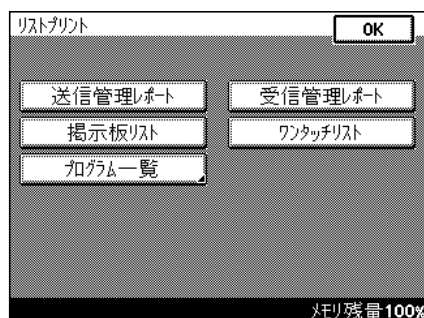 リストプリント
OK
送信管理レポート
受信管理レポート
掲示板リスト
ワンタッチリスト
プログラム一覧
メモリ残量100%